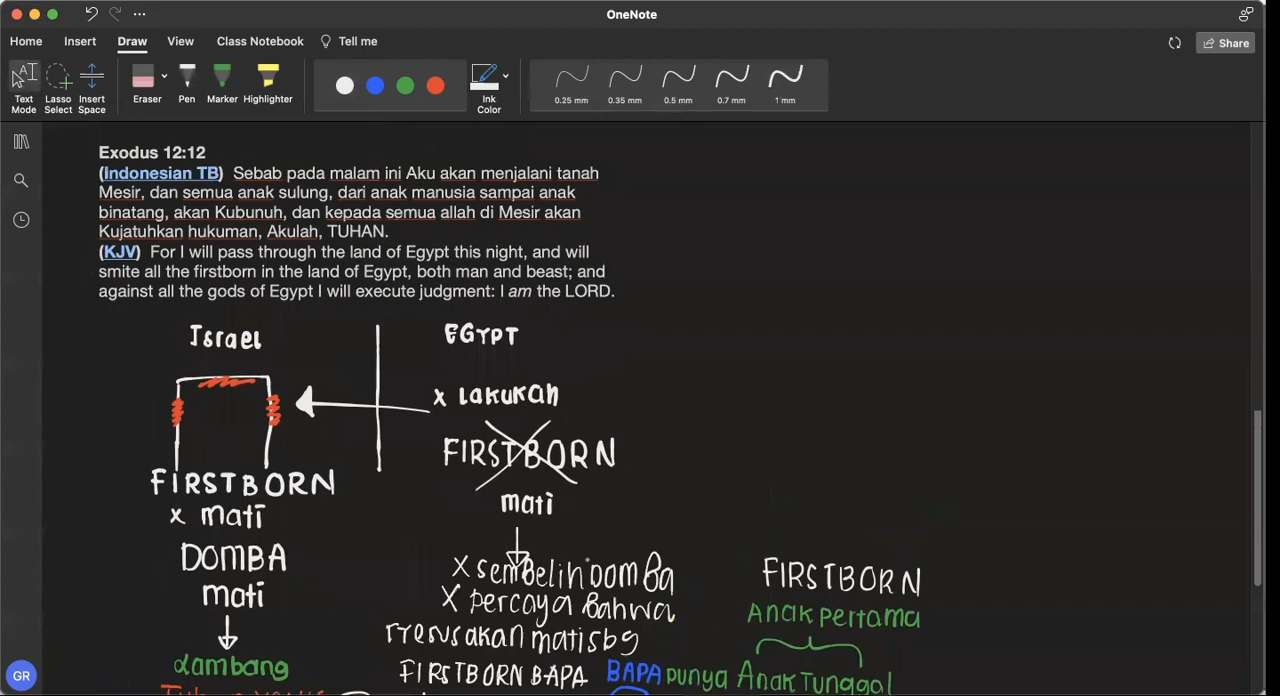 OneNote
Home Insert Draw View Class Notebook Tell me
Share
Text Mode
Lasso Select
Insert Space
Eraser
Pen
Marker
Highlighter
Ink Color
0.25 mm 0.35 mm 0.5 mm 0.7 mm 1 mm
Exodus 12:12
(Indonesian TB) Sebab pada malam ini Aku akan menjalani tanah
Mesir, dan semua anak sulung, dari anak manusia sampai anak
binatang, akan Kubunuh, dan kepada semua allah di Mesir akan
Kujatuhkan hukuman, Akulah, TUHAN.
(KJV) For I will pass through the land of Egypt this night, and will
smite all the firstborn in the land of Egypt, both man and beast; and
against all the gods of Egypt I will execute judgment: I am the LORD.
Israel
FIRSTBORN
x mati
DOMBA
mati
Lambang
EGYPT
x Lakukan
FIRSTBORN
mati
X sembelih DomBa
X percaya Bahwa
akan mati sbg
FIRSTBORN BAPA
FIRSTBORN
Anak Pertama
BAPA punya Anak Tunggal
GR